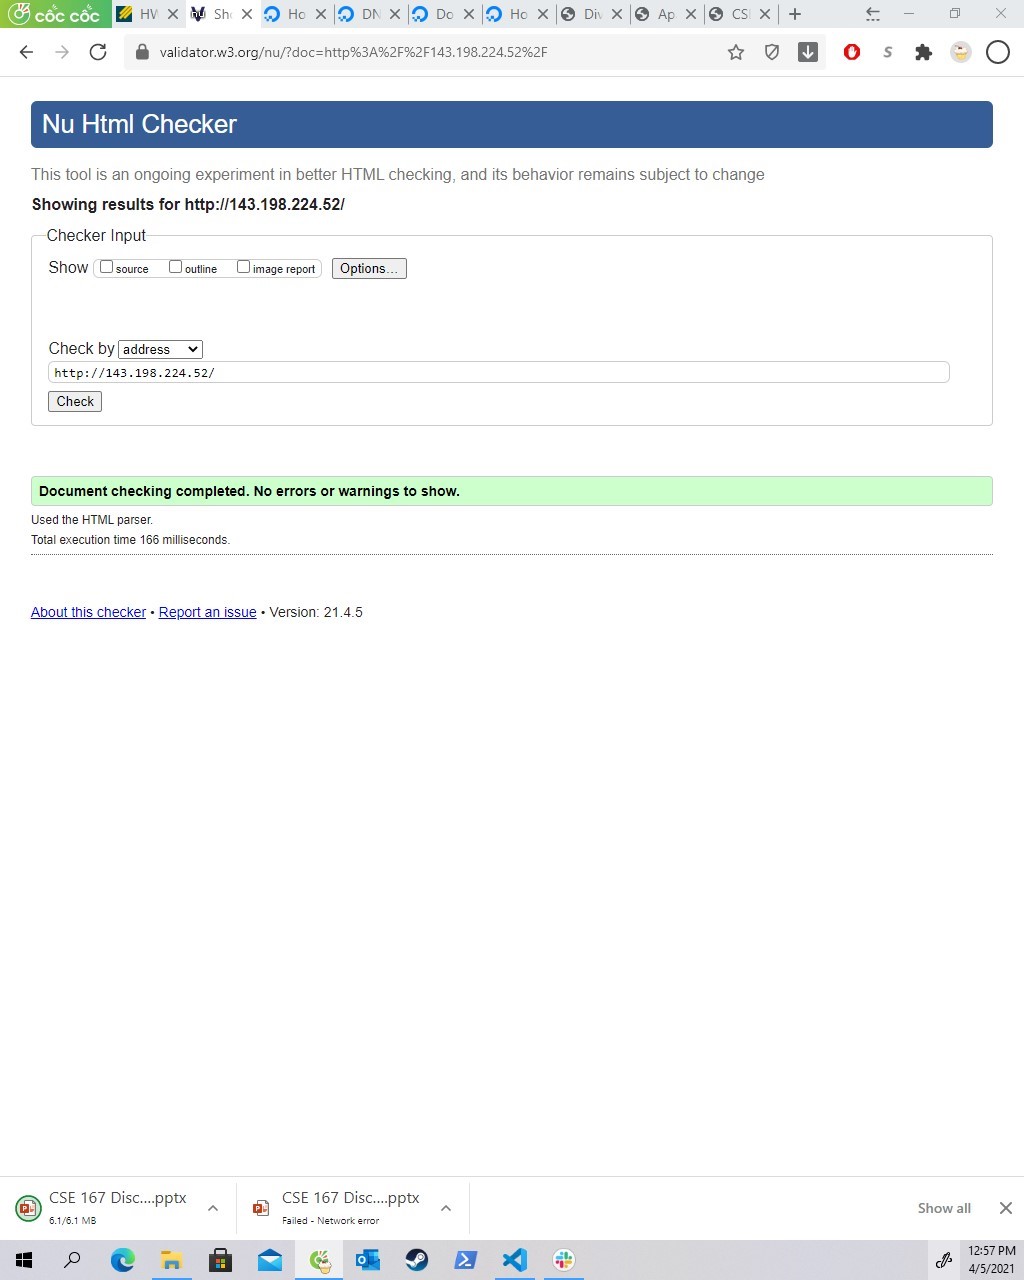 cốc cốc HW Sho Ho DN Do Ho Div Ap CSE
validator.w3.org/nu/?doc=http%3A%2F%2F143.198.224.52%2F
Nu Html Checker
This tool is an ongoing experiment in better HTML checking, and its behavior remains subject to change
Showing results for http://143.198.224.52/
Checker Input
Show source outline image report Options...
Check by address
http://143.198.224.52/
Check
Document checking completed. No errors or warnings to show.
Used the HTML parser.
Total execution time 166 milliseconds.
About this checker • Report an issue • Version: 21.4.5
CSE 167 Disc....pptx
6.1/6.1 MB
CSE 167 Disc....pptx
Failed - Network error
Show all
12:57 PM
4/5/2021